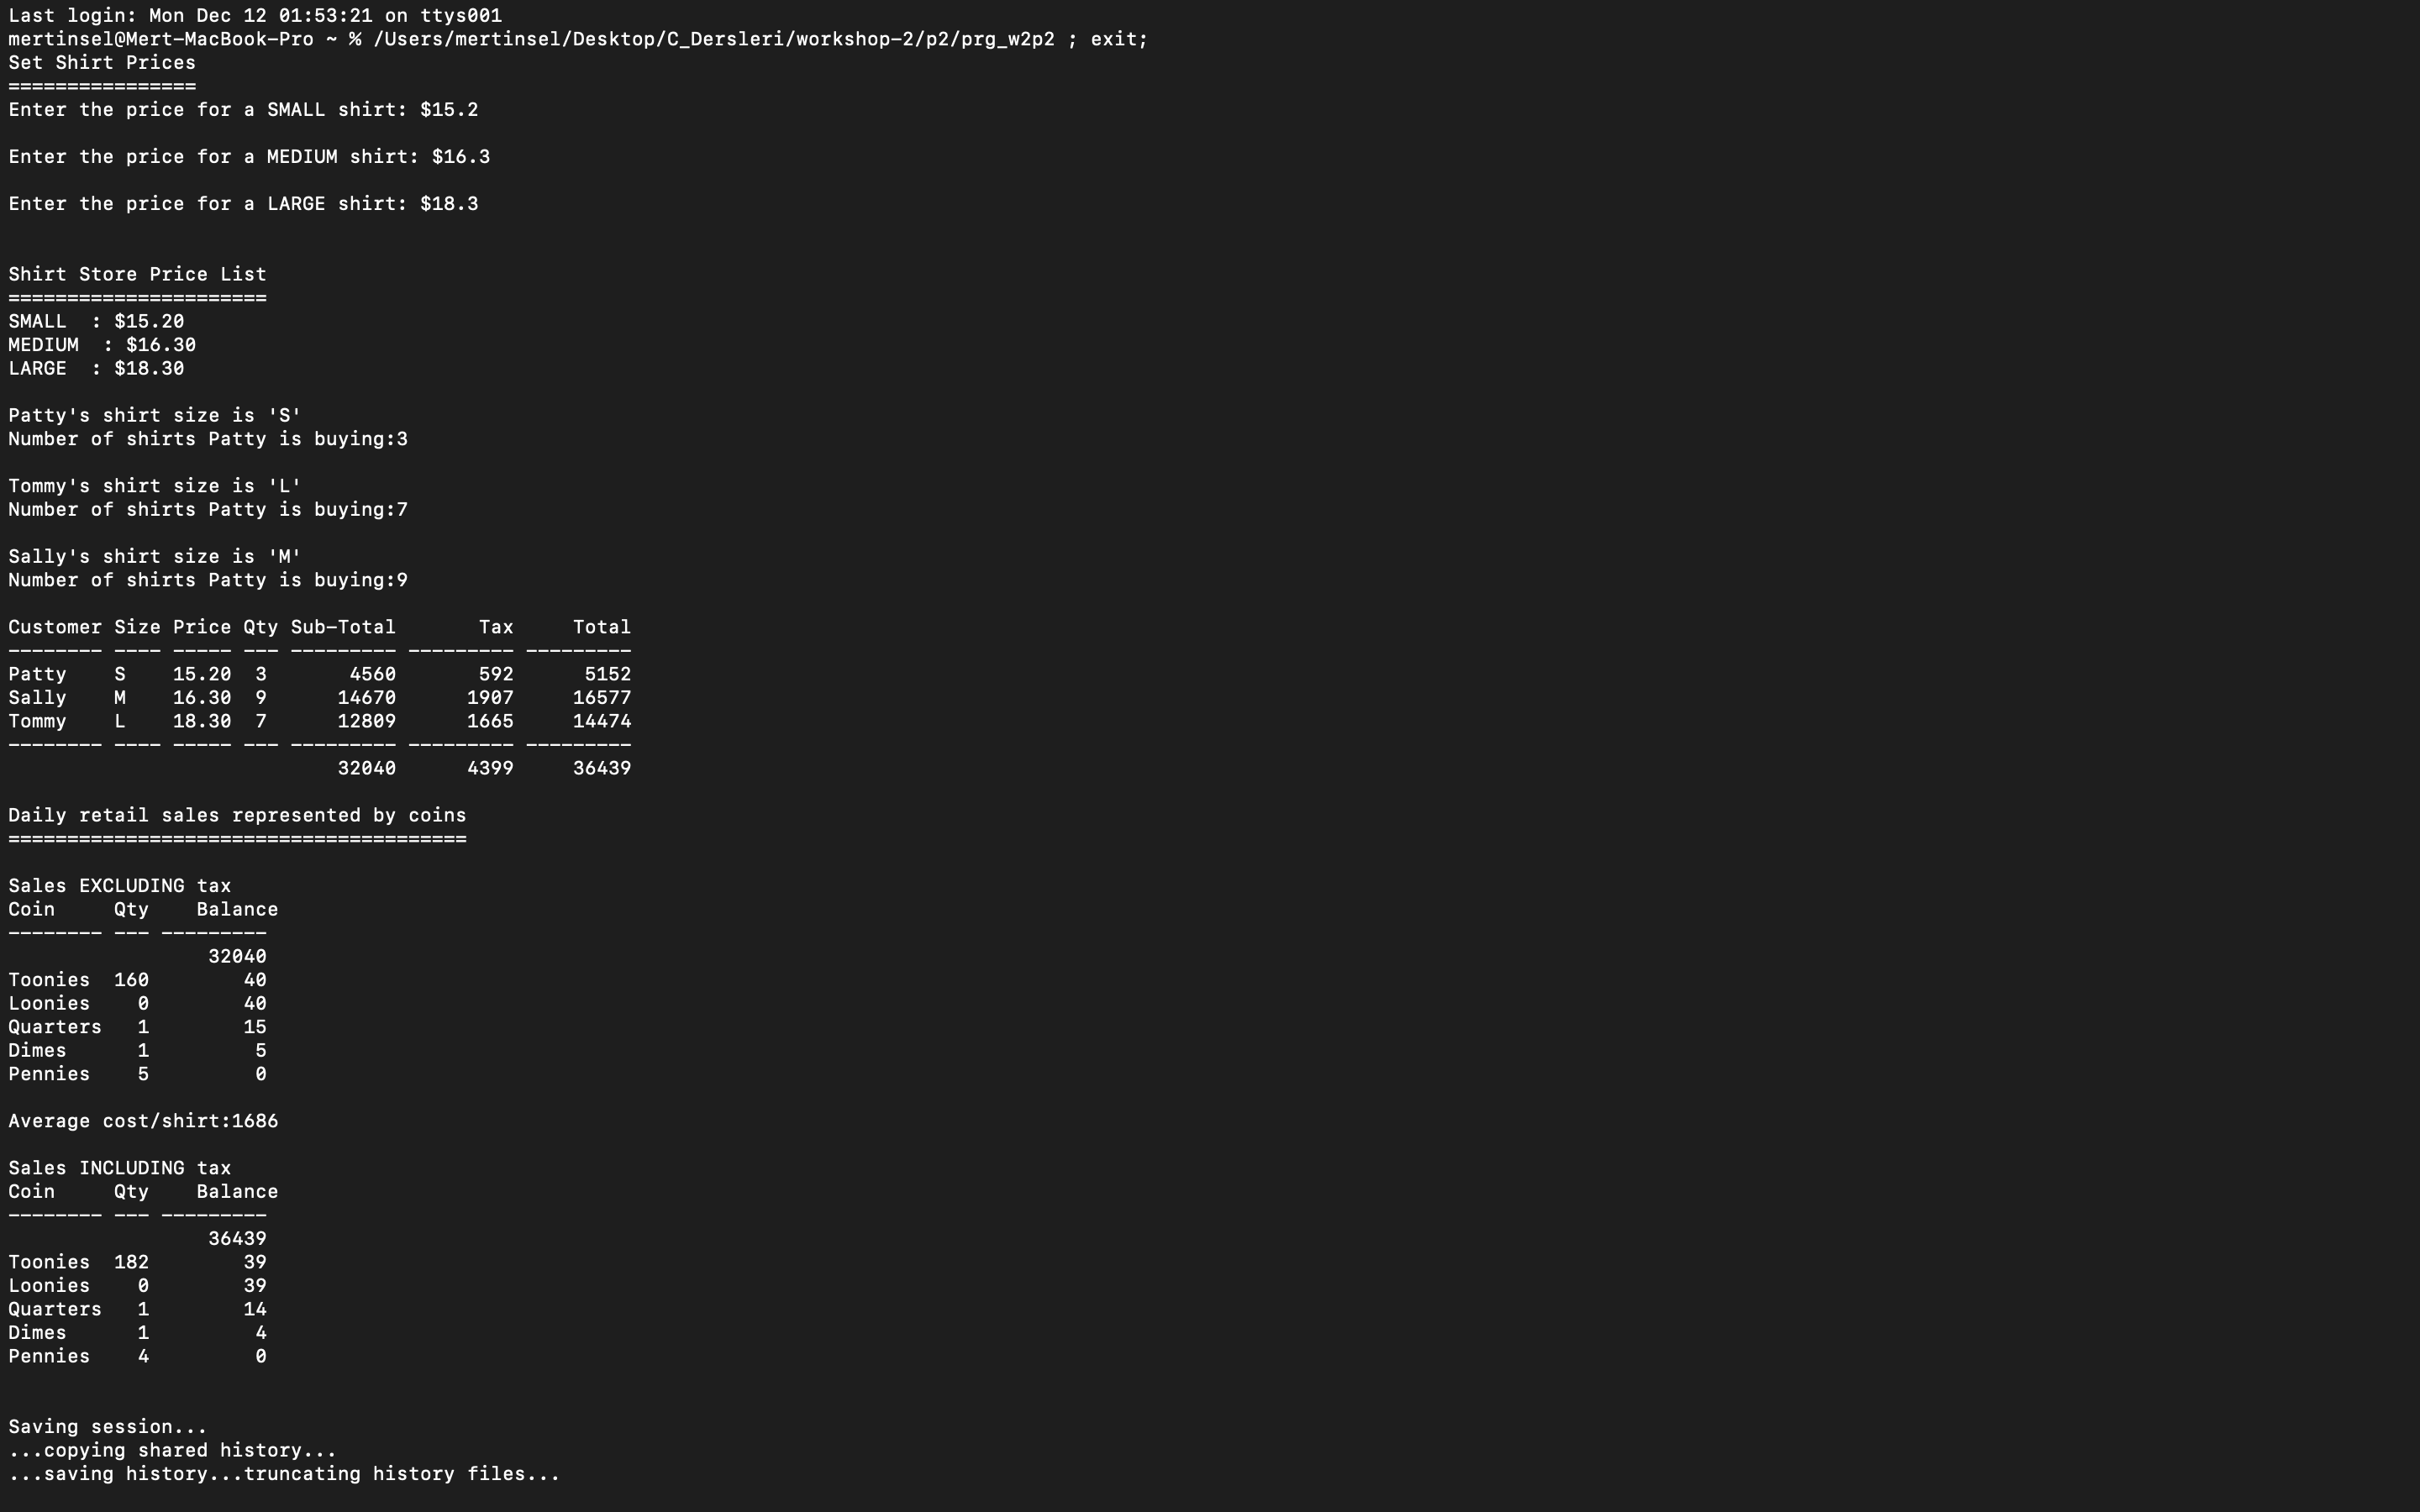 Last login: Mon Dec 12 01:53:21 on ttys001
mertinsel@Mert-MacBook-Pro ~ % /Users/mertinsel/Desktop/C_Dersleri/workshop-2/p2/prg_w2p2 ; exit;
Set Shirt Prices
================
Enter the price for a SMALL shirt: $15.2

Enter the price for a MEDIUM shirt: $16.3

Enter the price for a LARGE shirt: $18.3


Shirt Store Price List
======================
SMALL  : $15.20
MEDIUM  : $16.30
LARGE  : $18.30

Patty's shirt size is 'S'
Number of shirts Patty is buying:3

Tommy's shirt size is 'L'
Number of shirts Patty is buying:7

Sally's shirt size is 'M'
Number of shirts Patty is buying:9

Customer Size Price Qty Sub-Total       Tax     Total
-------- ---- ----- --- --------- --------- ---------
Patty    S    15.20  3       4560       592      5152
Sally    M    16.30  9      14670      1907     16577
Tommy    L    18.30  7      12809      1665     14474
-------- ---- ----- --- --------- --------- ---------
                            32040      4399     36439

Daily retail sales represented by coins
=======================================

Sales EXCLUDING tax
Coin     Qty    Balance
-------- --- ---------
                 32040
Toonies  160        40
Loonies    0        40
Quarters   1        15
Dimes      1         5
Pennies    5         0

Average cost/shirt:1686

Sales INCLUDING tax
Coin     Qty    Balance
-------- --- ---------
                 36439
Toonies  182        39
Loonies    0        39
Quarters   1        14
Dimes      1         4
Pennies    4         0


Saving session...
...copying shared history...
...saving history...truncating history files...